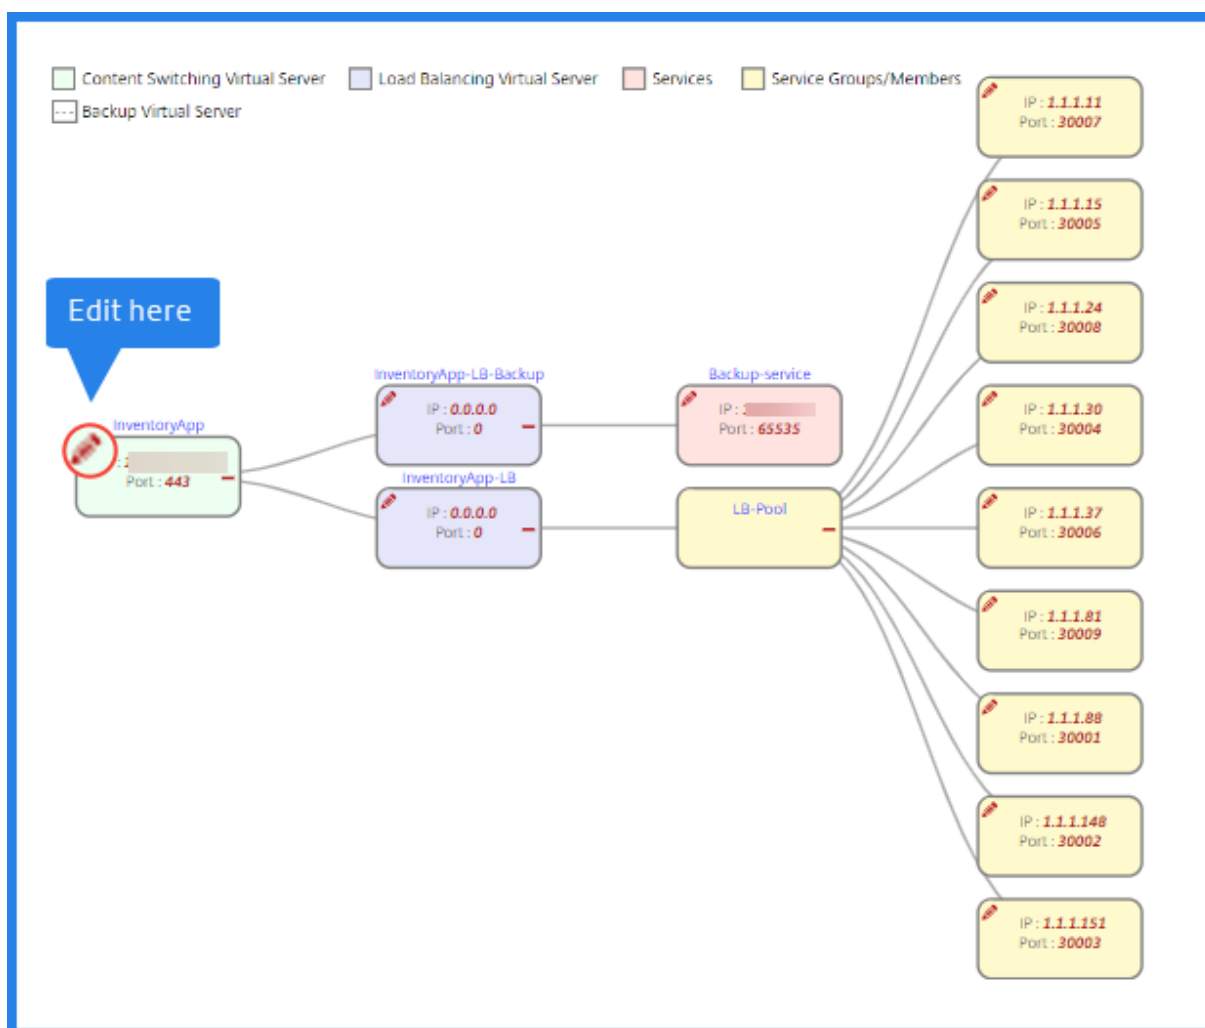 Content Switching Virtual Server
Load Balancing Virtual Server
Services
Service Groups/Members
--- Backup Virtual Server
Edit here
InventoryApp
Port : 443
InventoryApp-LB-Backup
IP : 0.0.0.0
Port : 0
InventoryApp-LB
IP : 0.0.0.0
Port : 0
Backup-service
IP :
Port : 65535
LB-Pool
IP : 1.1.1.11
Port : 30007
IP : 1.1.1.15
Port : 30005
IP : 1.1.1.24
Port : 30008
IP : 1.1.1.30
Port : 30004
IP : 1.1.1.37
Port : 30006
IP : 1.1.1.81
Port : 30009
IP : 1.1.1.88
Port : 30001
IP : 1.1.1.148
Port : 30002
IP : 1.1.1.151
Port : 30003